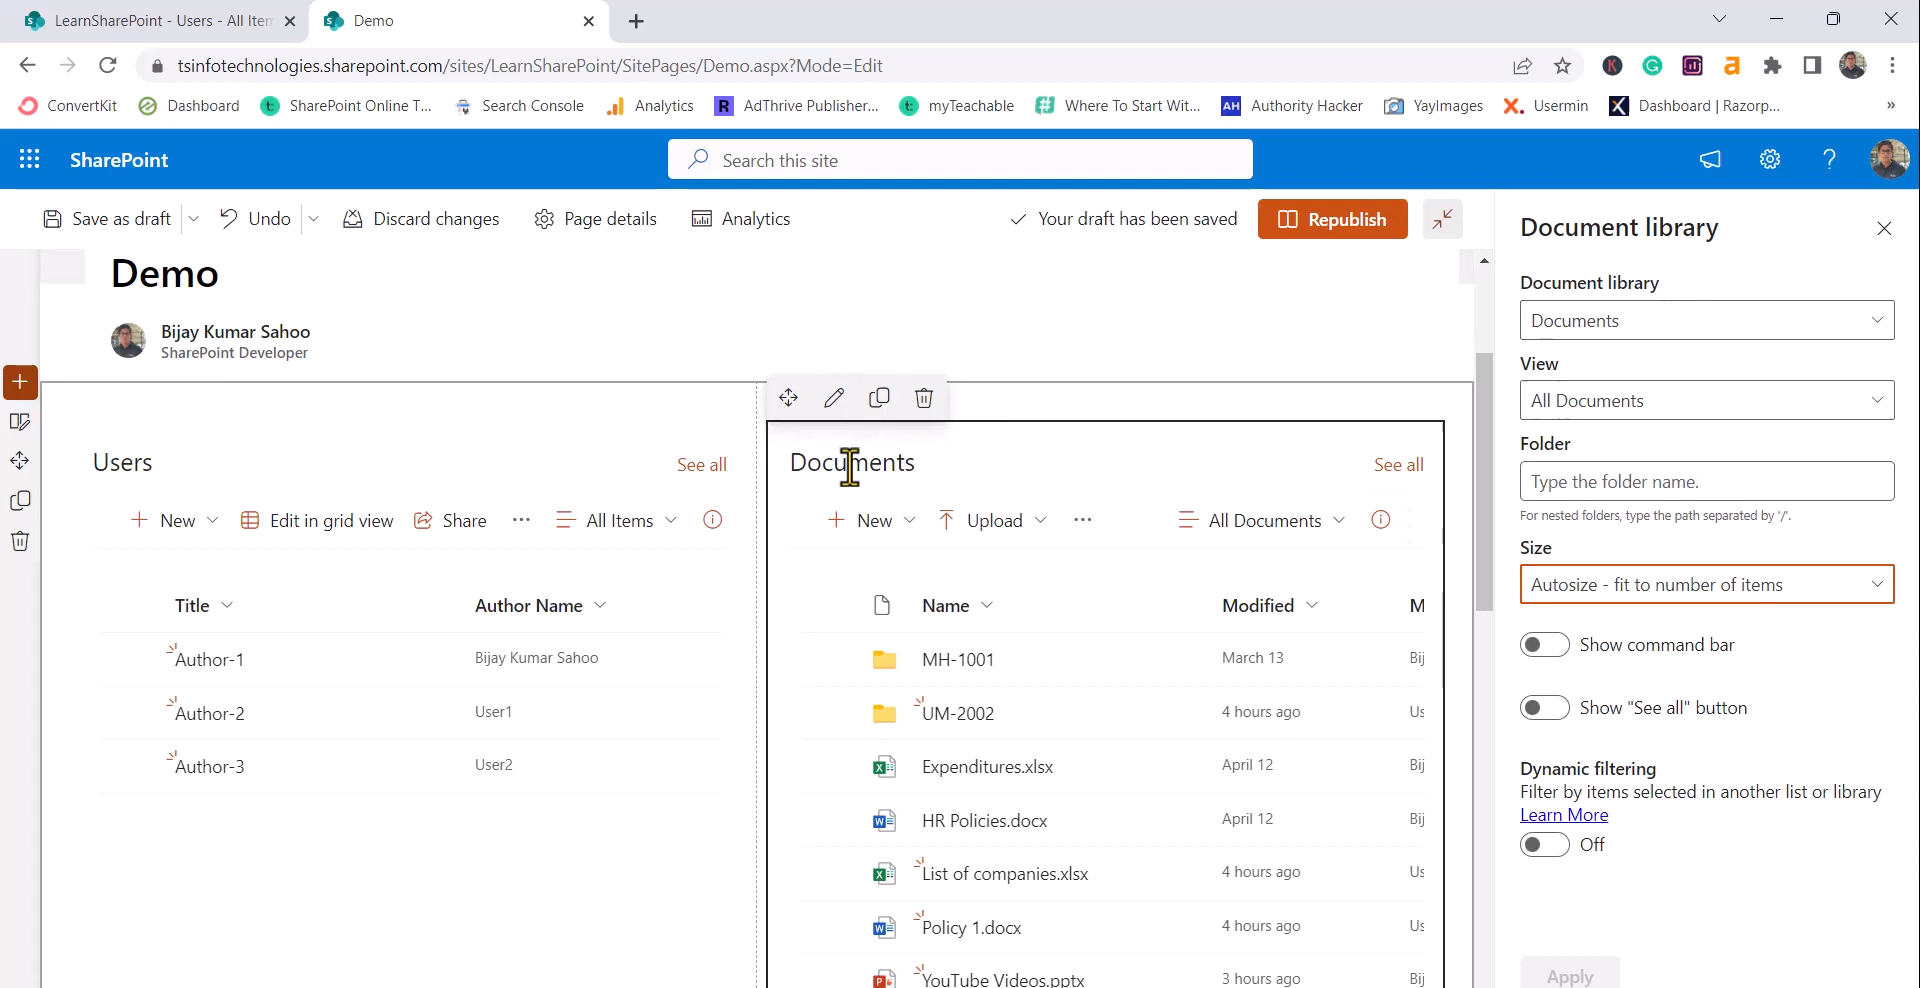 LearnSharePoint - Users - All Item
Demo
tsinfotechnologies.sharepoint.com/sites/LearnSharePoint/SitePages/Demo.aspx?Mode=Edit
ConvertKit
Dashboard
SharePoint Online T...
Search Console
Analytics
AdThrive Publisher...
myTeachable
Where To Start Wit...
Authority Hacker
YayImages
Usermin
Dashboard | Razorp...
SharePoint
Search this site
Save as draft
Undo
Discard changes
Page details
Analytics
Your draft has been saved
Republish
Demo
Bijay Kumar Sahoo
SharePoint Developer
Users
See all
New
Edit in grid view
Share
All Items
Title
Author Name
Author-1
Bijay Kumar Sahoo
Author-2
User1
Author-3
User2
Documents
See all
New
Upload
All Documents
Name
Modified
M
MH-1001
March 13
Bij
UM-2002
4 hours ago
Us
Expenditures.xlsx
April 12
Bij
HR Policies.docx
April 12
Bij
List of companies.xlsx
4 hours ago
Us
Policy 1.docx
4 hours ago
Us
YouTube Videos.pptx
3 hours ago
Bij
Document library
Document library
Documents
View
All Documents
Folder
Type the folder name.
For nested folders, type the path separated by '/'.
Size
Autosize - fit to number of items
Show command bar
Show "See all" button
Dynamic filtering
Filter by items selected in another list or library
Learn More
Off
Apply